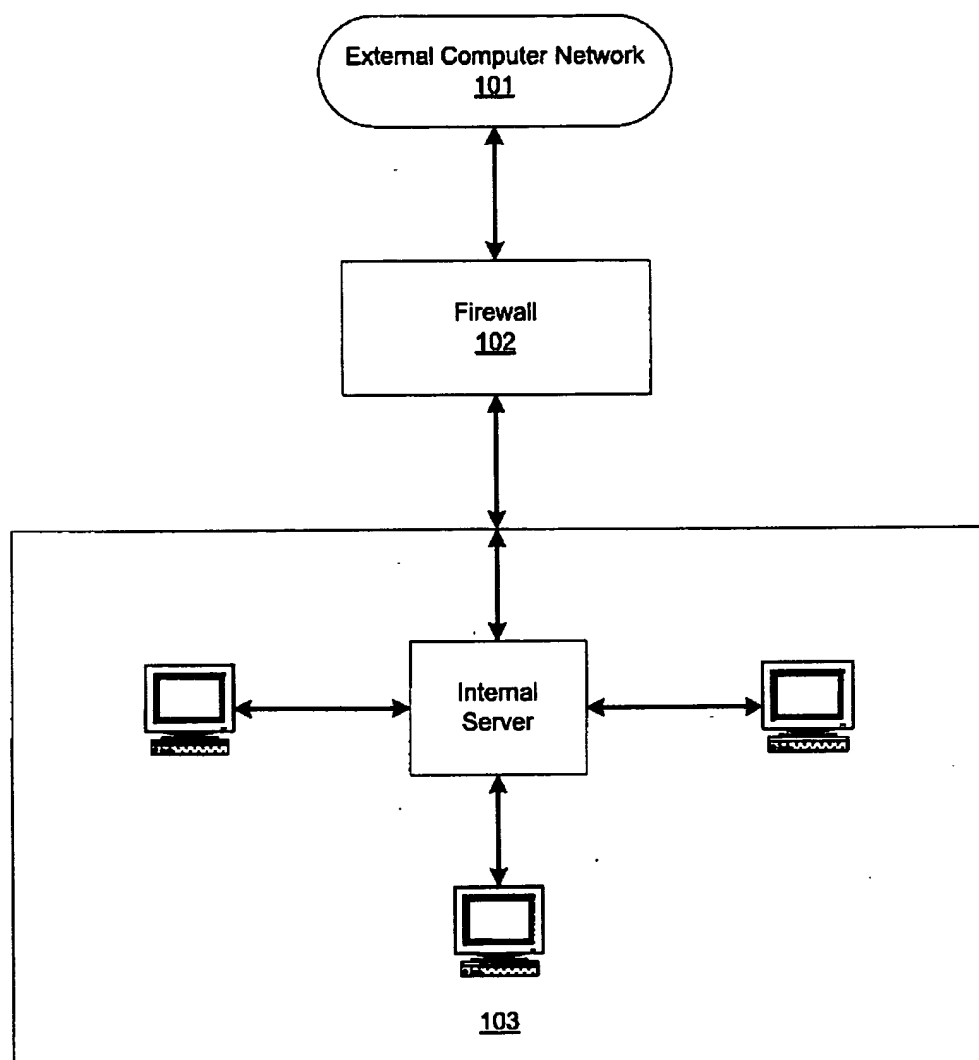 External Computer Network
101
Firewall
102
Internal
Server
103